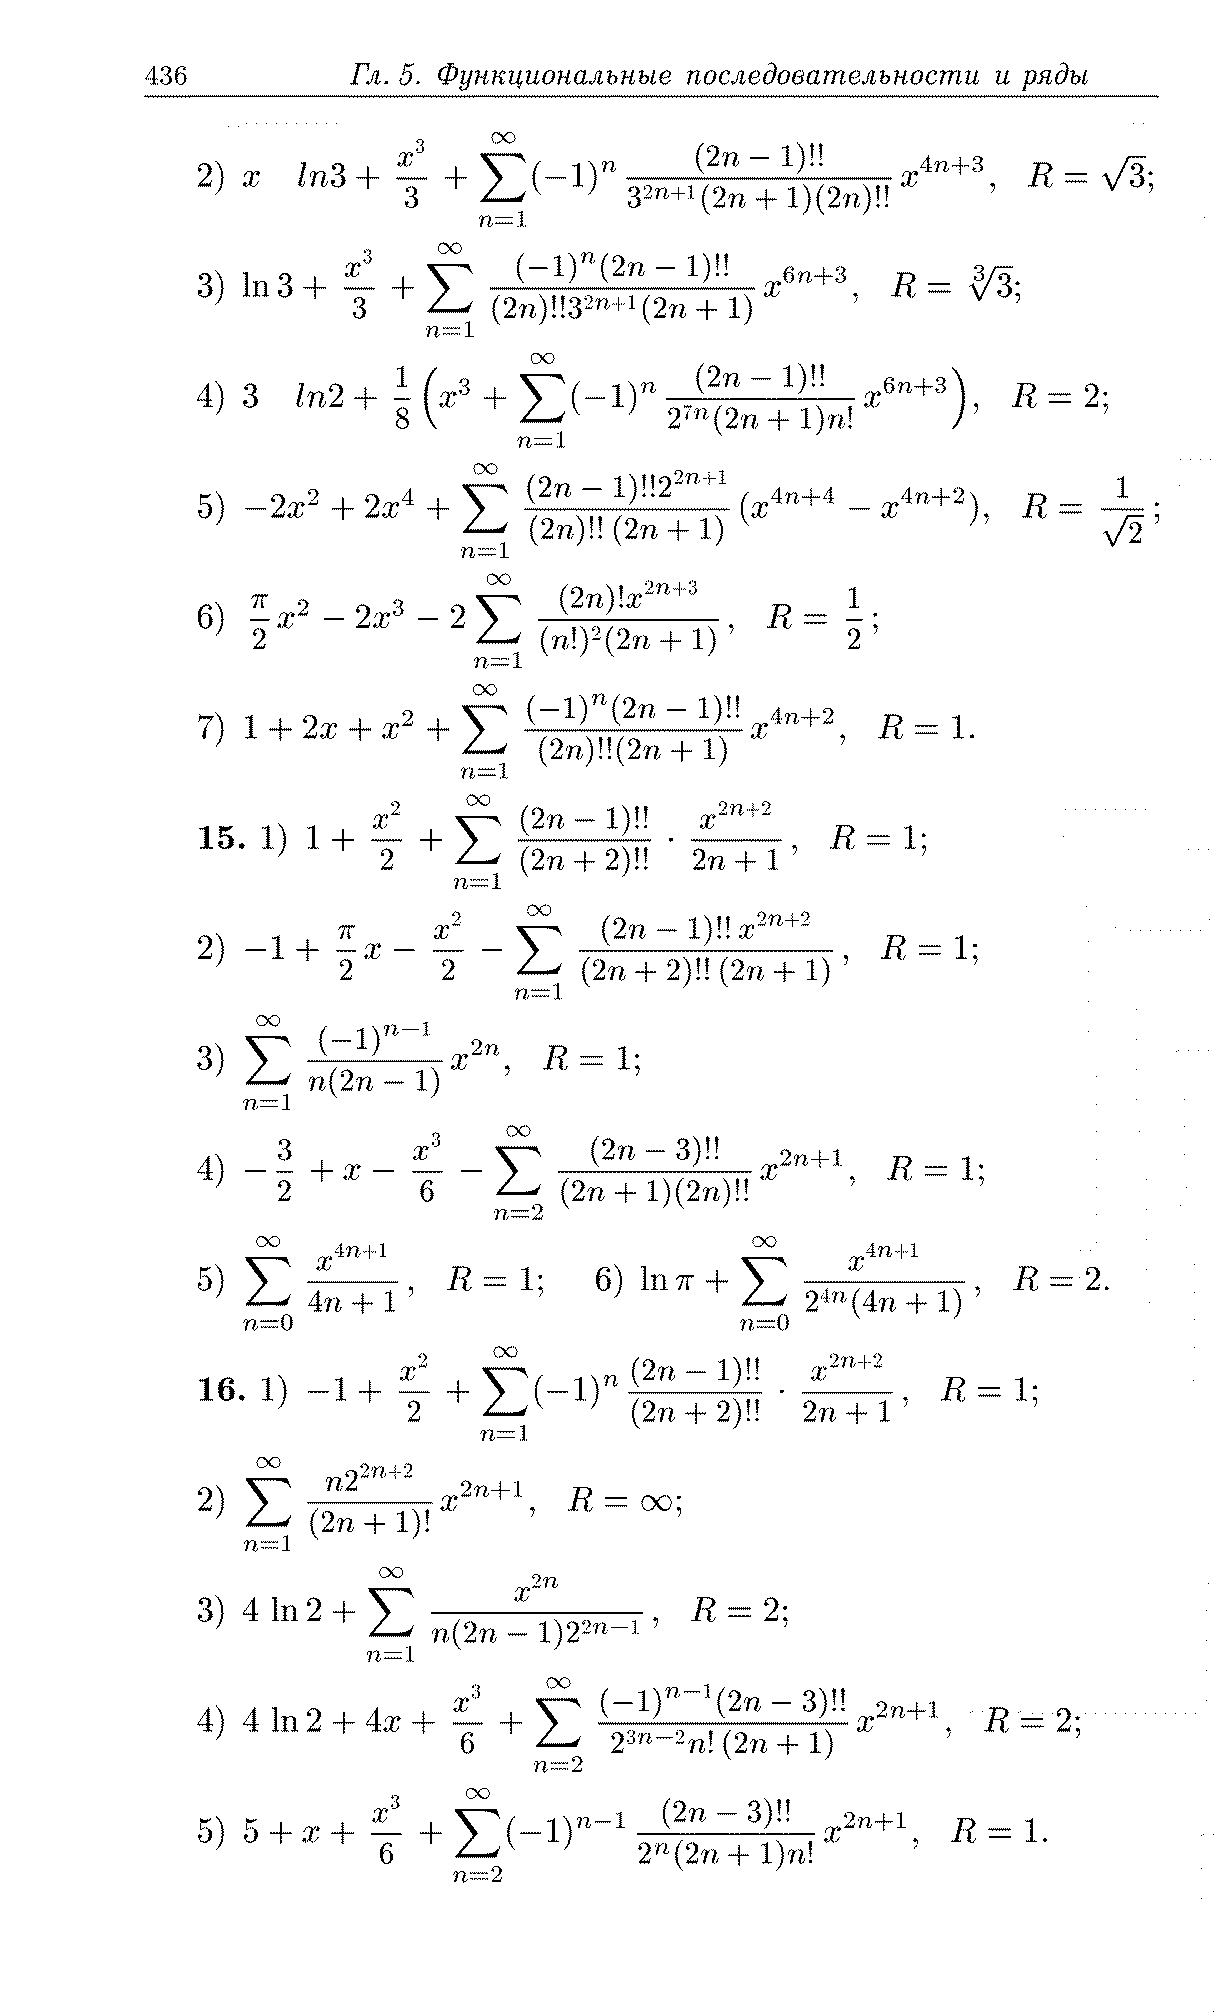 436 Гл. 5. Функциональные последовательности и ряды
2) $x \quad ln3 + \frac{x^3}{3} + \sum_{n=1}^{\infty} (-1)^n \frac{(2n-1)!!}{3^{2n+1}(2n+1)(2n)!!} x^{4n+3}, \quad R = \sqrt{3};$
3) $\ln 3 + \frac{x^3}{3} + \sum_{n=1}^{\infty} \frac{(-1)^n(2n-1)!!}{(2n)!!3^{2n+1}(2n+1)} x^{6n+3}, \quad R = \sqrt[3]{3};$
4) $3 \quad ln2 + \frac{1}{8} \left( x^3 + \sum_{n=1}^{\infty} (-1)^n \frac{(2n-1)!!}{2^{7n}(2n+1)n!} x^{6n+3} \right), \quad R = 2;$
5) $-2x^2 + 2x^4 + \sum_{n=1}^{\infty} \frac{(2n-1)!!2^{2n+1}}{(2n)!!(2n+1)} (x^{4n+4} - x^{4n+2}), \quad R = \frac{1}{\sqrt{2}};$
6) $\frac{\pi}{2} x^2 - 2x^3 - 2 \sum_{n=1}^{\infty} \frac{(2n)!x^{2n+3}}{(n!)^2(2n+1)}, \quad R = \frac{1}{2};$
7) $1 + 2x + x^2 + \sum_{n=1}^{\infty} \frac{(-1)^n(2n-1)!!}{(2n)!!(2n+1)} x^{4n+2}, \quad R = 1.$
15. 1) $1 + \frac{x^2}{2} + \sum_{n=1}^{\infty} \frac{(2n-1)!!}{(2n+2)!!} \cdot \frac{x^{2n+2}}{2n+1}, \quad R = 1;$
2) $-1 + \frac{\pi}{2} x - \frac{x^2}{2} - \sum_{n=1}^{\infty} \frac{(2n-1)!!\,x^{2n+2}}{(2n+2)!!\,(2n+1)}, \quad R = 1;$
3) $\sum_{n=1}^{\infty} \frac{(-1)^{n-1}}{n(2n-1)} x^{2n}, \quad R = 1;$
4) $-\frac{3}{2} + x - \frac{x^3}{6} - \sum_{n=2}^{\infty} \frac{(2n-3)!!}{(2n+1)(2n)!!} x^{2n+1}, \quad R = 1;$
5) $\sum_{n=0}^{\infty} \frac{x^{4n+1}}{4n+1}, \quad R = 1;$ 6) $\ln \pi + \sum_{n=0}^{\infty} \frac{x^{4n+1}}{2^{4n}(4n+1)}, \quad R = 2.$
16. 1) $-1 + \frac{x^2}{2} + \sum_{n=1}^{\infty} (-1)^n \frac{(2n-1)!!}{(2n+2)!!} \cdot \frac{x^{2n+2}}{2n+1}, \quad R = 1;$
2) $\sum_{n=1}^{\infty} \frac{n2^{2n+2}}{(2n+1)!} x^{2n+1}, \quad R = \infty;$
3) $4 \ln 2 + \sum_{n=1}^{\infty} \frac{x^{2n}}{n(2n-1)2^{2n-1}}, \quad R = 2;$
4) $4 \ln 2 + 4x + \frac{x^3}{6} + \sum_{n=2}^{\infty} \frac{(-1)^{n-1}(2n-3)!!}{2^{3n-2}n!\,(2n+1)} x^{2n+1}, \quad R = 2;$
5) $5 + x + \frac{x^3}{6} + \sum_{n=2}^{\infty} (-1)^{n-1} \frac{(2n-3)!!}{2^n(2n+1)n!} x^{2n+1}, \quad R = 1.$